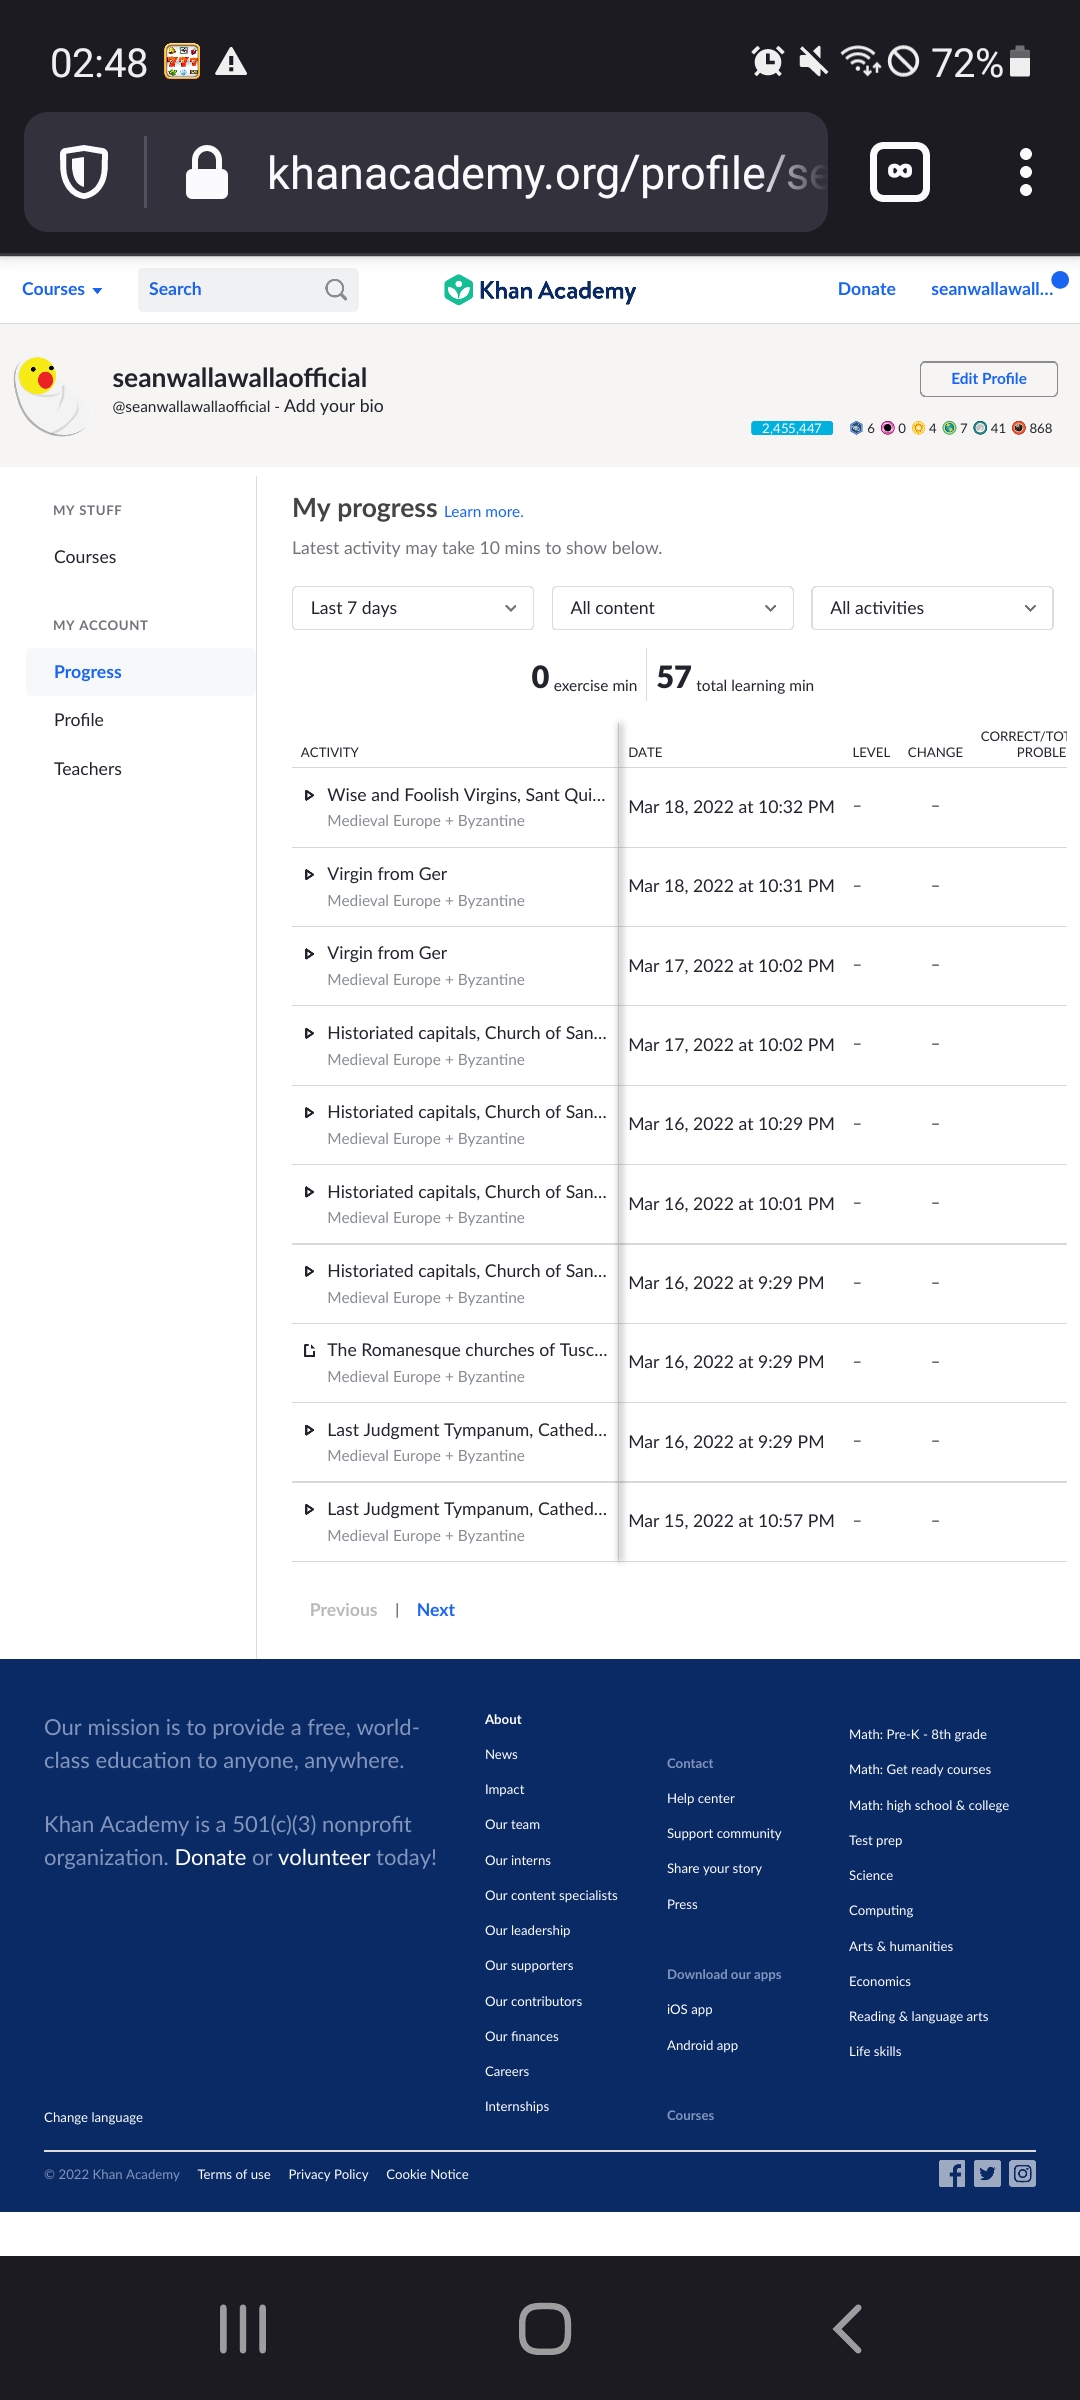 02:48
72%
khanacademy.org/profile/se
Courses
Search
Khan Academy
Donate
seanwallawall...
seanwallawallaofficial
@seanwallawallaofficial - Add your bio
Edit Profile
2,455,447 6 0 4 7 41 868
MY STUFF
Courses
MY ACCOUNT
Progress
Profile
Teachers
My progress Learn more.
Latest activity may take 10 mins to show below.
Last 7 days
All content
All activities
0 exercise min
57 total learning min
ACTIVITY DATE LEVEL CHANGE CORRECT/TOT
PROBLE
Wise and Foolish Virgins, Sant Qui...
Medieval Europe + Byzantine
Mar 18, 2022 at 10:32 PM – –
Virgin from Ger
Medieval Europe + Byzantine
Mar 18, 2022 at 10:31 PM – –
Virgin from Ger
Medieval Europe + Byzantine
Mar 17, 2022 at 10:02 PM – –
Historiated capitals, Church of San...
Medieval Europe + Byzantine
Mar 17, 2022 at 10:02 PM – –
Historiated capitals, Church of San...
Medieval Europe + Byzantine
Mar 16, 2022 at 10:29 PM – –
Historiated capitals, Church of San...
Medieval Europe + Byzantine
Mar 16, 2022 at 10:01 PM – –
Historiated capitals, Church of San...
Medieval Europe + Byzantine
Mar 16, 2022 at 9:29 PM – –
The Romanesque churches of Tusc...
Medieval Europe + Byzantine
Mar 16, 2022 at 9:29 PM – –
Last Judgment Tympanum, Cathed...
Medieval Europe + Byzantine
Mar 16, 2022 at 9:29 PM – –
Last Judgment Tympanum, Cathed...
Medieval Europe + Byzantine
Mar 15, 2022 at 10:57 PM – –
Previous | Next
Our mission is to provide a free, world-
class education to anyone, anywhere.
Khan Academy is a 501(c)(3) nonprofit
organization. Donate or volunteer today!
About
News
Impact
Our team
Our interns
Our content specialists
Our leadership
Our supporters
Our contributors
Our finances
Careers
Internships
Contact
Help center
Support community
Share your story
Press
Download our apps
iOS app
Android app
Courses
Math: Pre-K - 8th grade
Math: Get ready courses
Math: high school & college
Test prep
Science
Computing
Arts & humanities
Economics
Reading & language arts
Life skills
Change language
© 2022 Khan Academy Terms of use Privacy Policy Cookie Notice